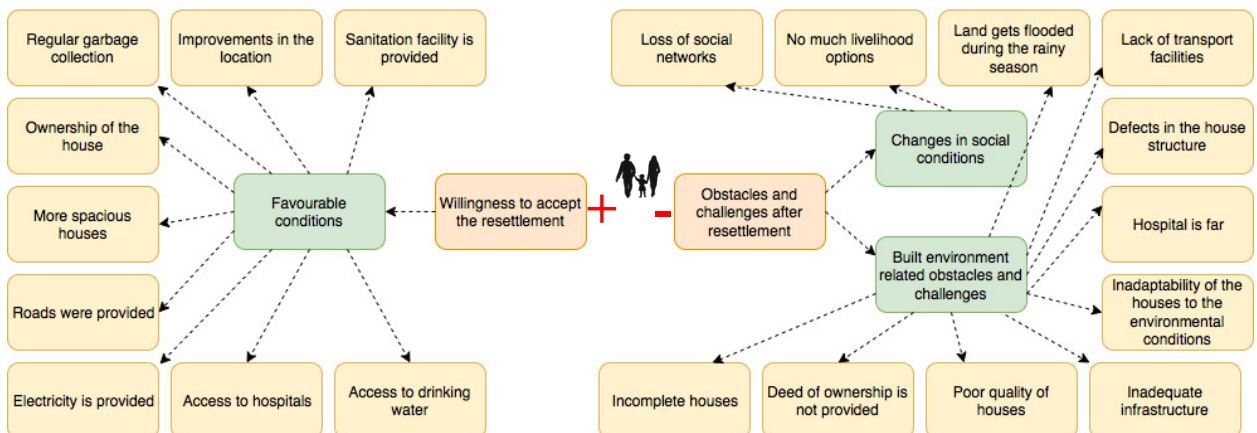 Regular garbage
collection
Improvements in the
location
Sanitation facility is
provided
Loss of social
networks
No much livelihood
options
Land gets flooded
during the rainy
season
Lack of transport
facilities
Ownership of the
house
Changes in social
conditions
Defects in the house
structure
More spacious
houses
Favourable
conditions
Willingness to accept
the resettlement
+
-
Obstacles and
challenges after
resettlement
Hospital is far
Roads were provided
Built environment
related obstacles and
challenges
Inadaptability of the
houses to the
environmental
conditions
Electricity is provided
Access to hospitals
Access to drinking
water
Incomplete houses
Deed of ownership is
not provided
Poor quality of
houses
Inadequate
infrastructure